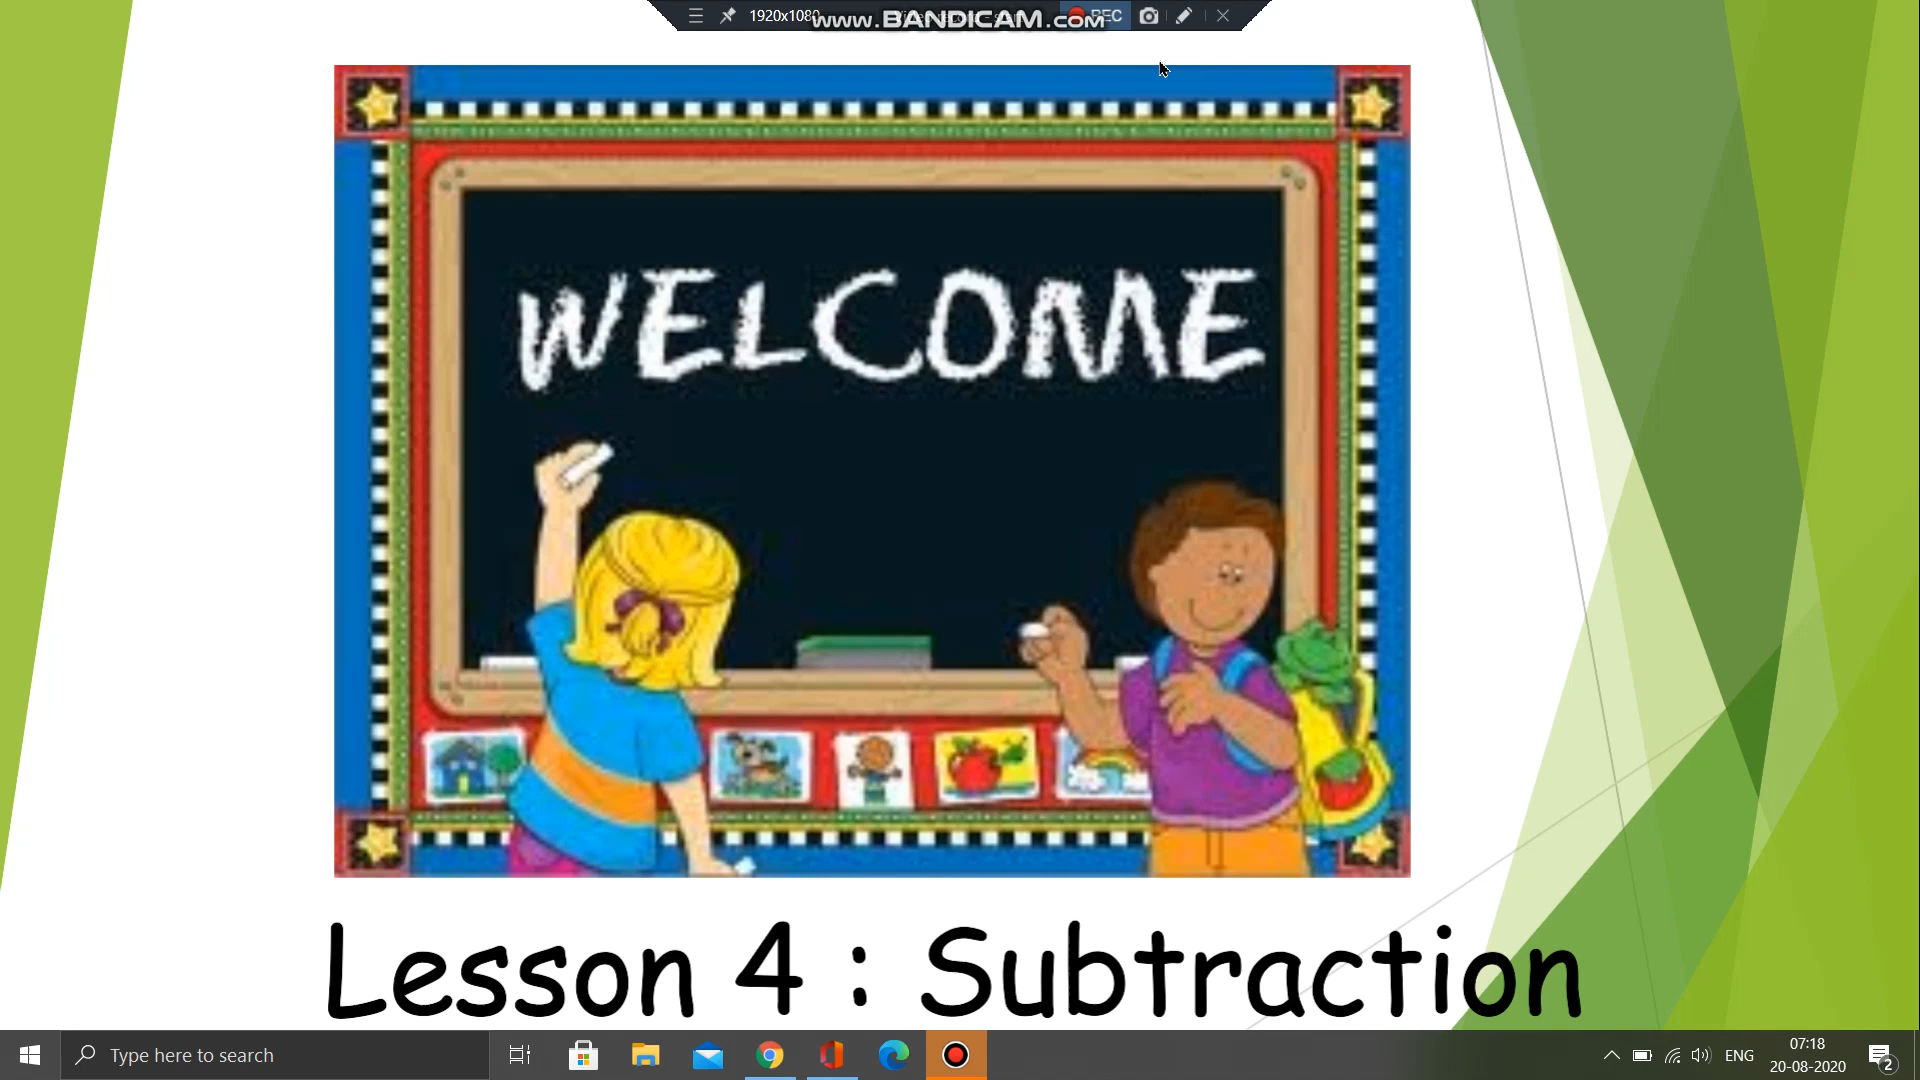 1920x1080
www.BANDICAM.com
REC
WELCOME
Lesson 4 : Subtraction
Type here to search
ENG
07:18
20-08-2020
2